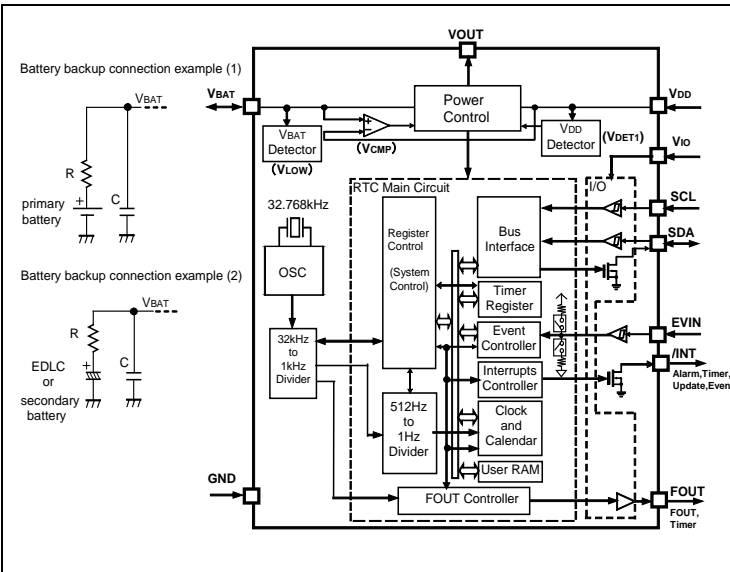 VOUT
Battery backup connection example (1)
VBAT
R
+
C
primary
battery
Battery backup connection example (2)
VBAT
R
+
C
EDLC
or
secondary
battery
VBAT
Power
Control
VDD
VBAT
Detector
(VLOW)
+
−
(VCMP)
VDD
Detector
(VDET1)
VIO
RTC Main Circuit
I/O
32.768kHz
OSC
Register
Control
(System
Control)
Bus
Interface
SCL
SDA
Timer
Register
32kHz
to
1kHz
Divider
Event
Controller
EVIN
Interrupts
Controller
/INT
Alarm,Timer,
Update,Even
512Hz
to
1Hz
Divider
Clock
and
Calendar
User RAM
GND
FOUT Controller
FOUT
FOUT,
Timer